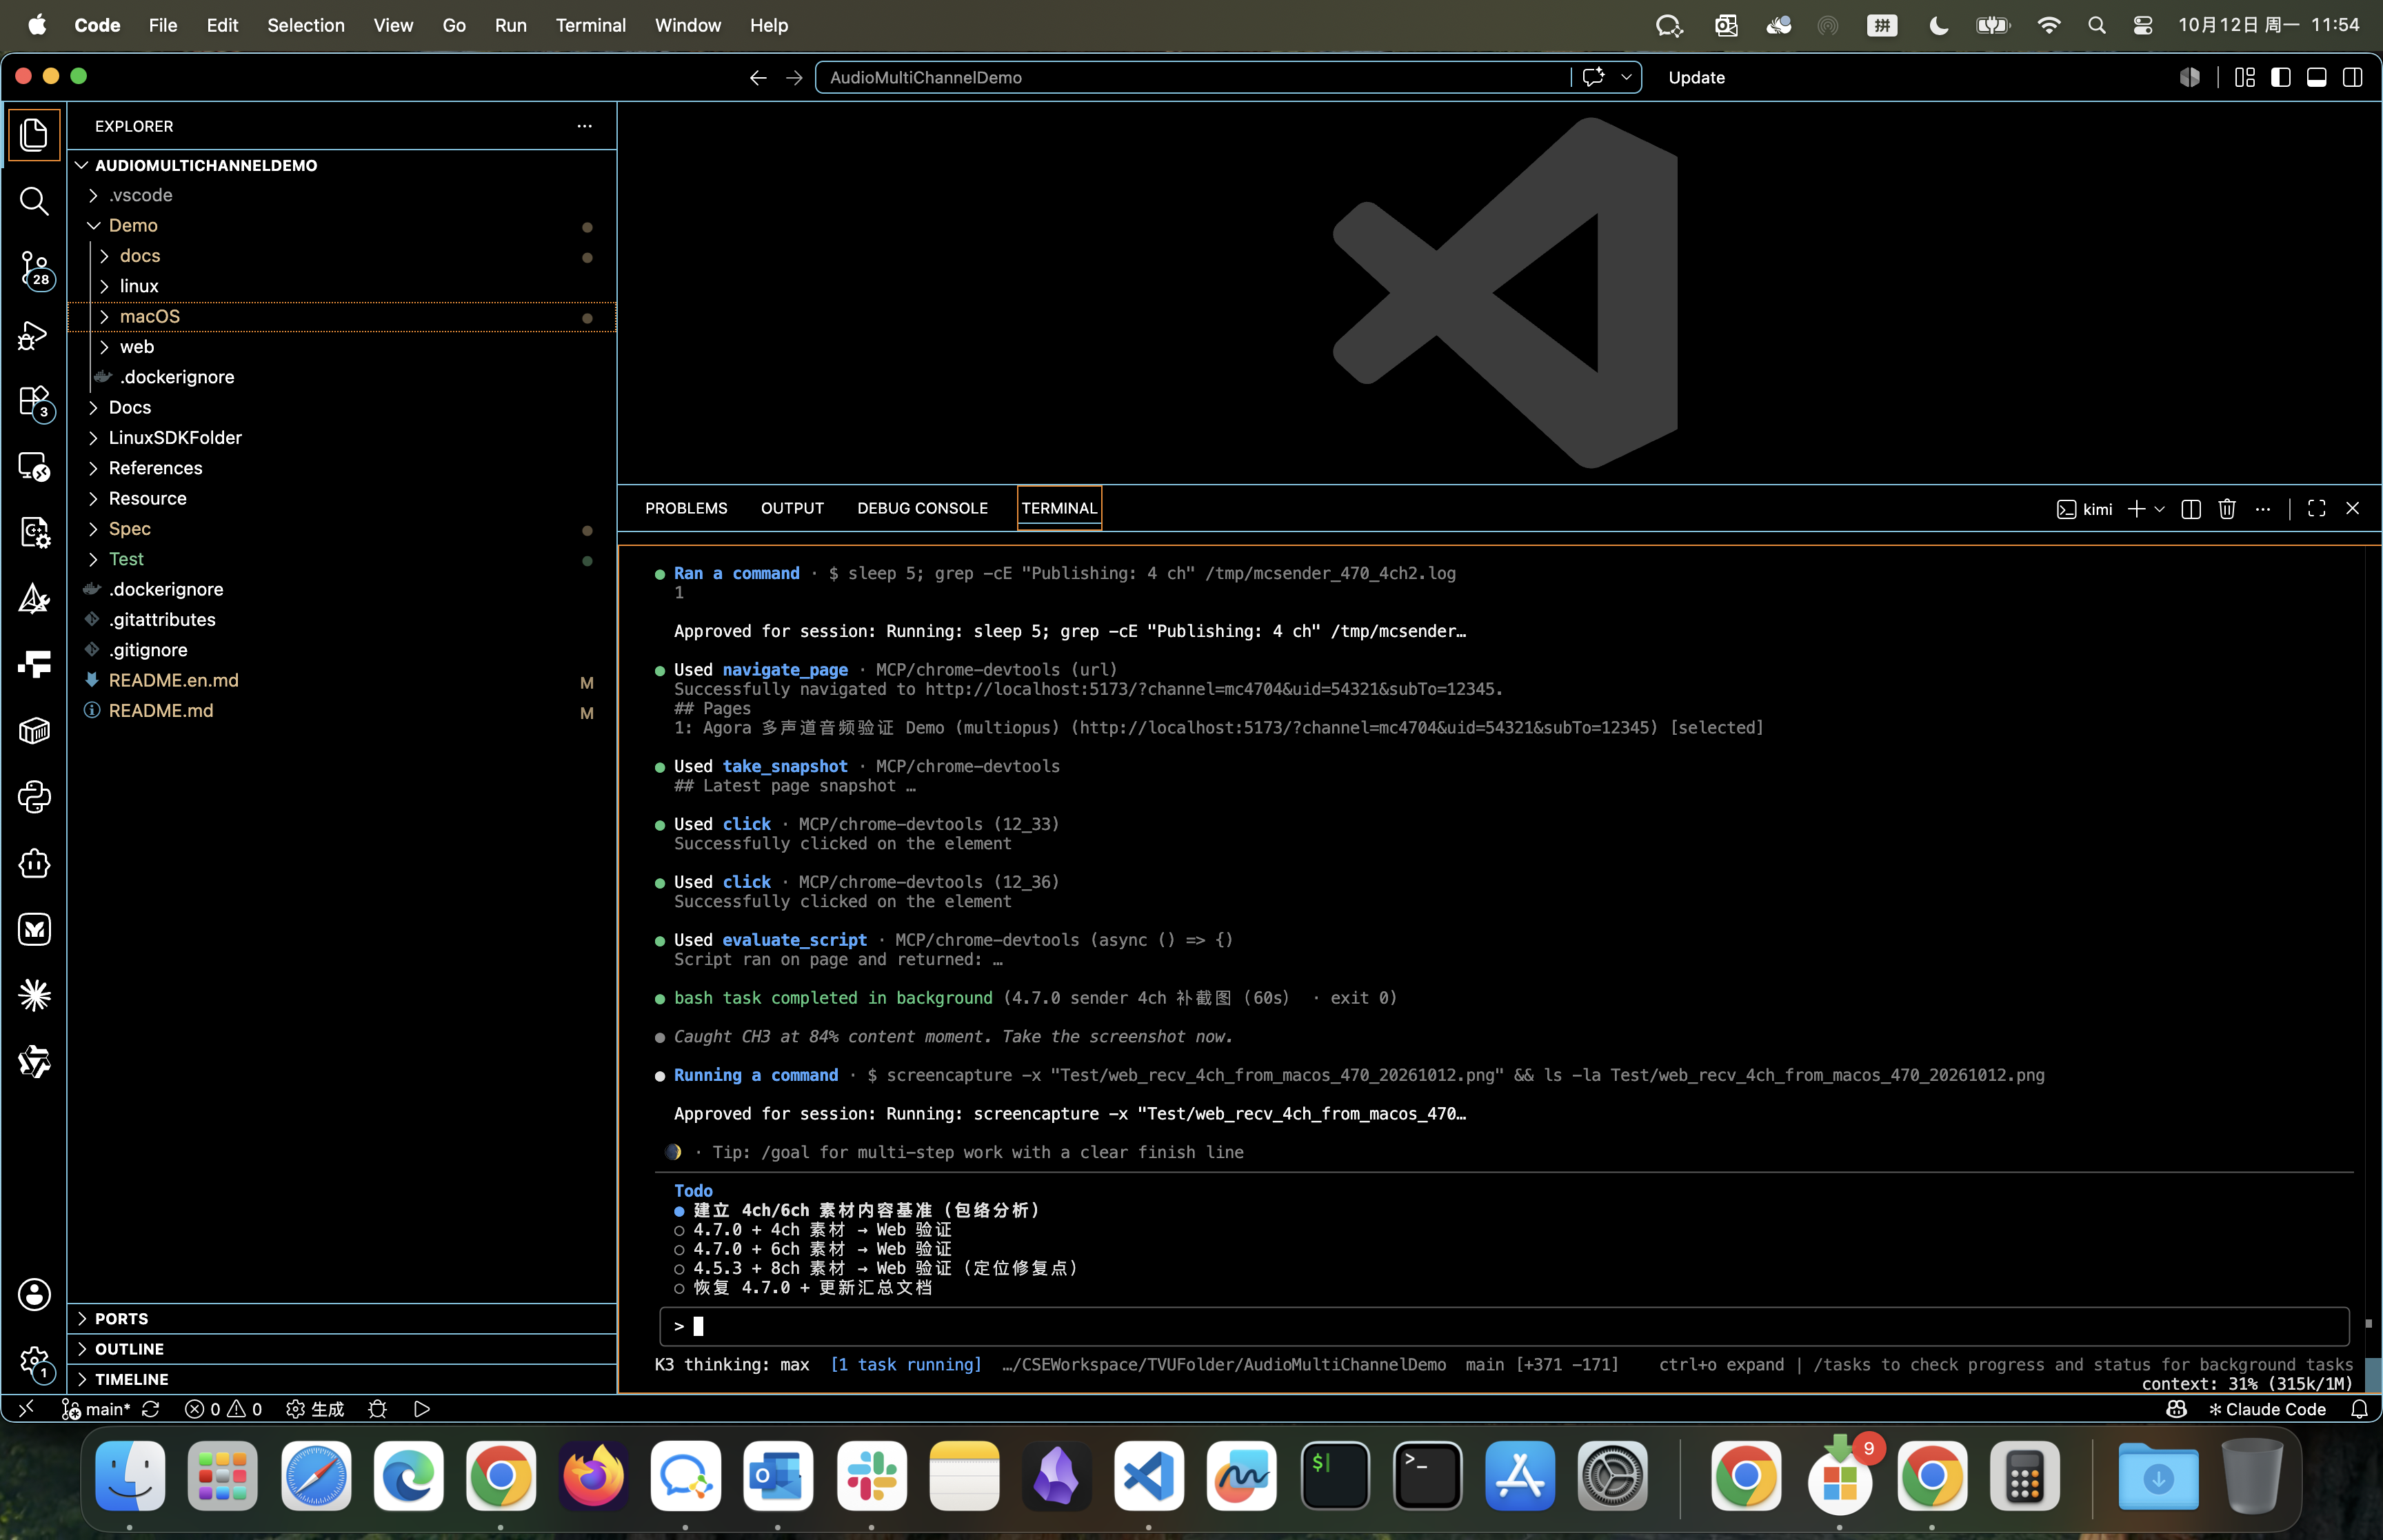 Code File Edit Selection View Go Run Terminal Window Help
拼
10月12日 周一 11:54
AudioMultiChannelDemo
Update
EXPLORER
AUDIOMULTICHANNELDEMO
.vscode
Demo
docs
linux
macOS
web
.dockerignore
Docs
LinuxSDKFolder
References
Resource
Spec
Test
.dockerignore
.gitattributes
.gitignore
README.en.md M
README.md M
28
3
1
PORTS
OUTLINE
TIMELINE
PROBLEMS OUTPUT DEBUG CONSOLE TERMINAL
kimi
Ran a command · $ sleep 5; grep -cE "Publishing: 4 ch" /tmp/mcsender_470_4ch2.log
1
Approved for session: Running: sleep 5; grep -cE "Publishing: 4 ch" /tmp/mcsender…
Used navigate_page · MCP/chrome-devtools (url)
Successfully navigated to http://localhost:5173/?channel=mc4704&uid=54321&subTo=12345.
## Pages
1: Agora 多声道音频验证 Demo (multiopus) (http://localhost:5173/?channel=mc4704&uid=54321&subTo=12345) [selected]
Used take_snapshot · MCP/chrome-devtools
## Latest page snapshot …
Used click · MCP/chrome-devtools (12_33)
Successfully clicked on the element
Used click · MCP/chrome-devtools (12_36)
Successfully clicked on the element
Used evaluate_script · MCP/chrome-devtools (async () => {)
Script ran on page and returned: …
bash task completed in background (4.7.0 sender 4ch 补截图 (60s) · exit 0)
Caught CH3 at 84% content moment. Take the screenshot now.
Running a command · $ screencapture -x "Test/web_recv_4ch_from_macos_470_20261012.png" && ls -la Test/web_recv_4ch_from_macos_470_20261012.png
Approved for session: Running: screencapture -x "Test/web_recv_4ch_from_macos_470…
· Tip: /goal for multi-step work with a clear finish line
Todo
建立 4ch/6ch 素材内容基准（包络分析）
4.7.0 + 4ch 素材 → Web 验证
4.7.0 + 6ch 素材 → Web 验证
4.5.3 + 8ch 素材 → Web 验证（定位修复点）
恢复 4.7.0 + 更新汇总文档
>
K3 thinking: max [1 task running] …/CSEWorkspace/TVUFolder/AudioMultiChannelDemo main [+371 -171] ctrl+o expand | /tasks to check progress and status for background tasks
context: 31% (315k/1M)
main* 0 0 生成
Claude Code
9